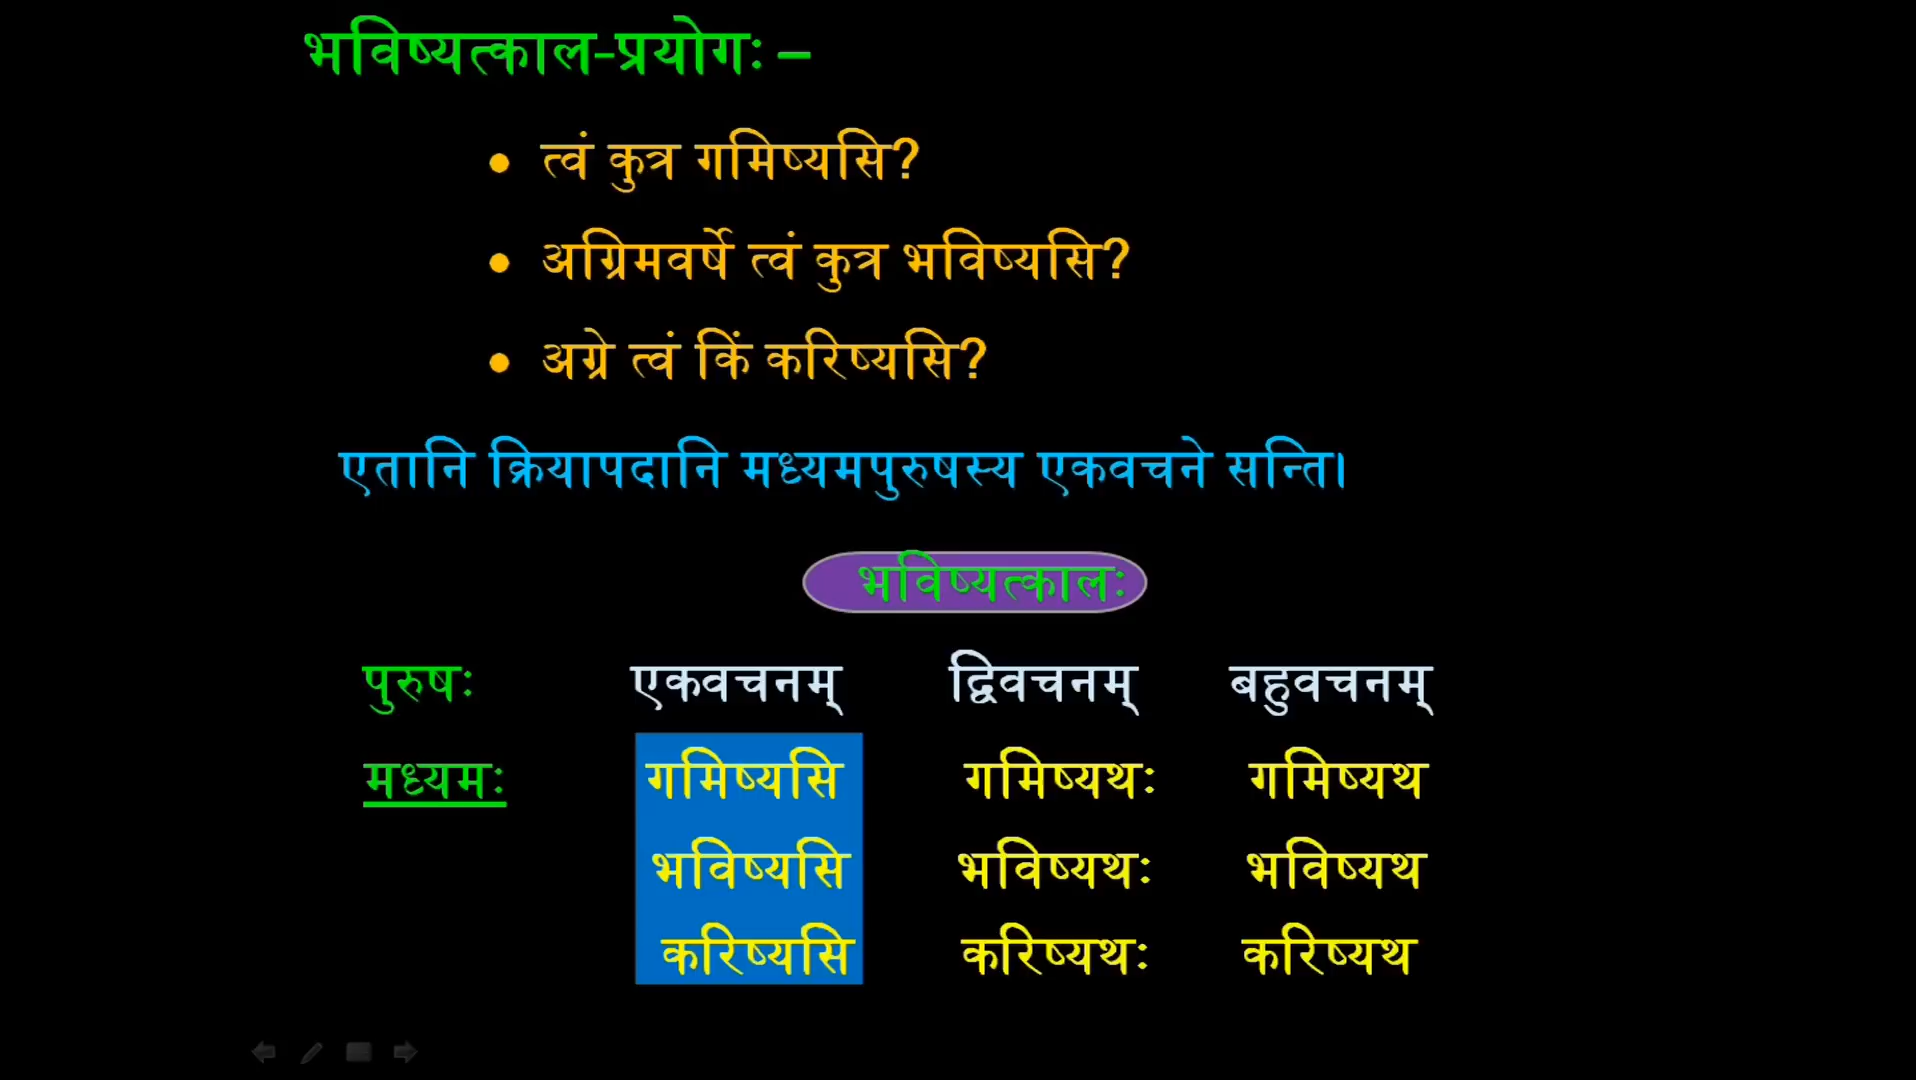 भविष्यत्काल-प्रयोगः –
• त्वं कुत्र गमिष्यसि?
• अग्रिमवर्षे त्वं कुत्र भविष्यसि?
• अग्रे त्वं किं करिष्यसि?
एतानि क्रियापदानि मध्यमपुरुषस्य एकवचने सन्ति।
भविष्यत्कालः
पुरुषः एकवचनम् द्विवचनम् बहुवचनम्
मध्यमः गमिष्यसि गमिष्यथः गमिष्यथ
भविष्यसि भविष्यथः भविष्यथ
करिष्यसि करिष्यथः करिष्यथ